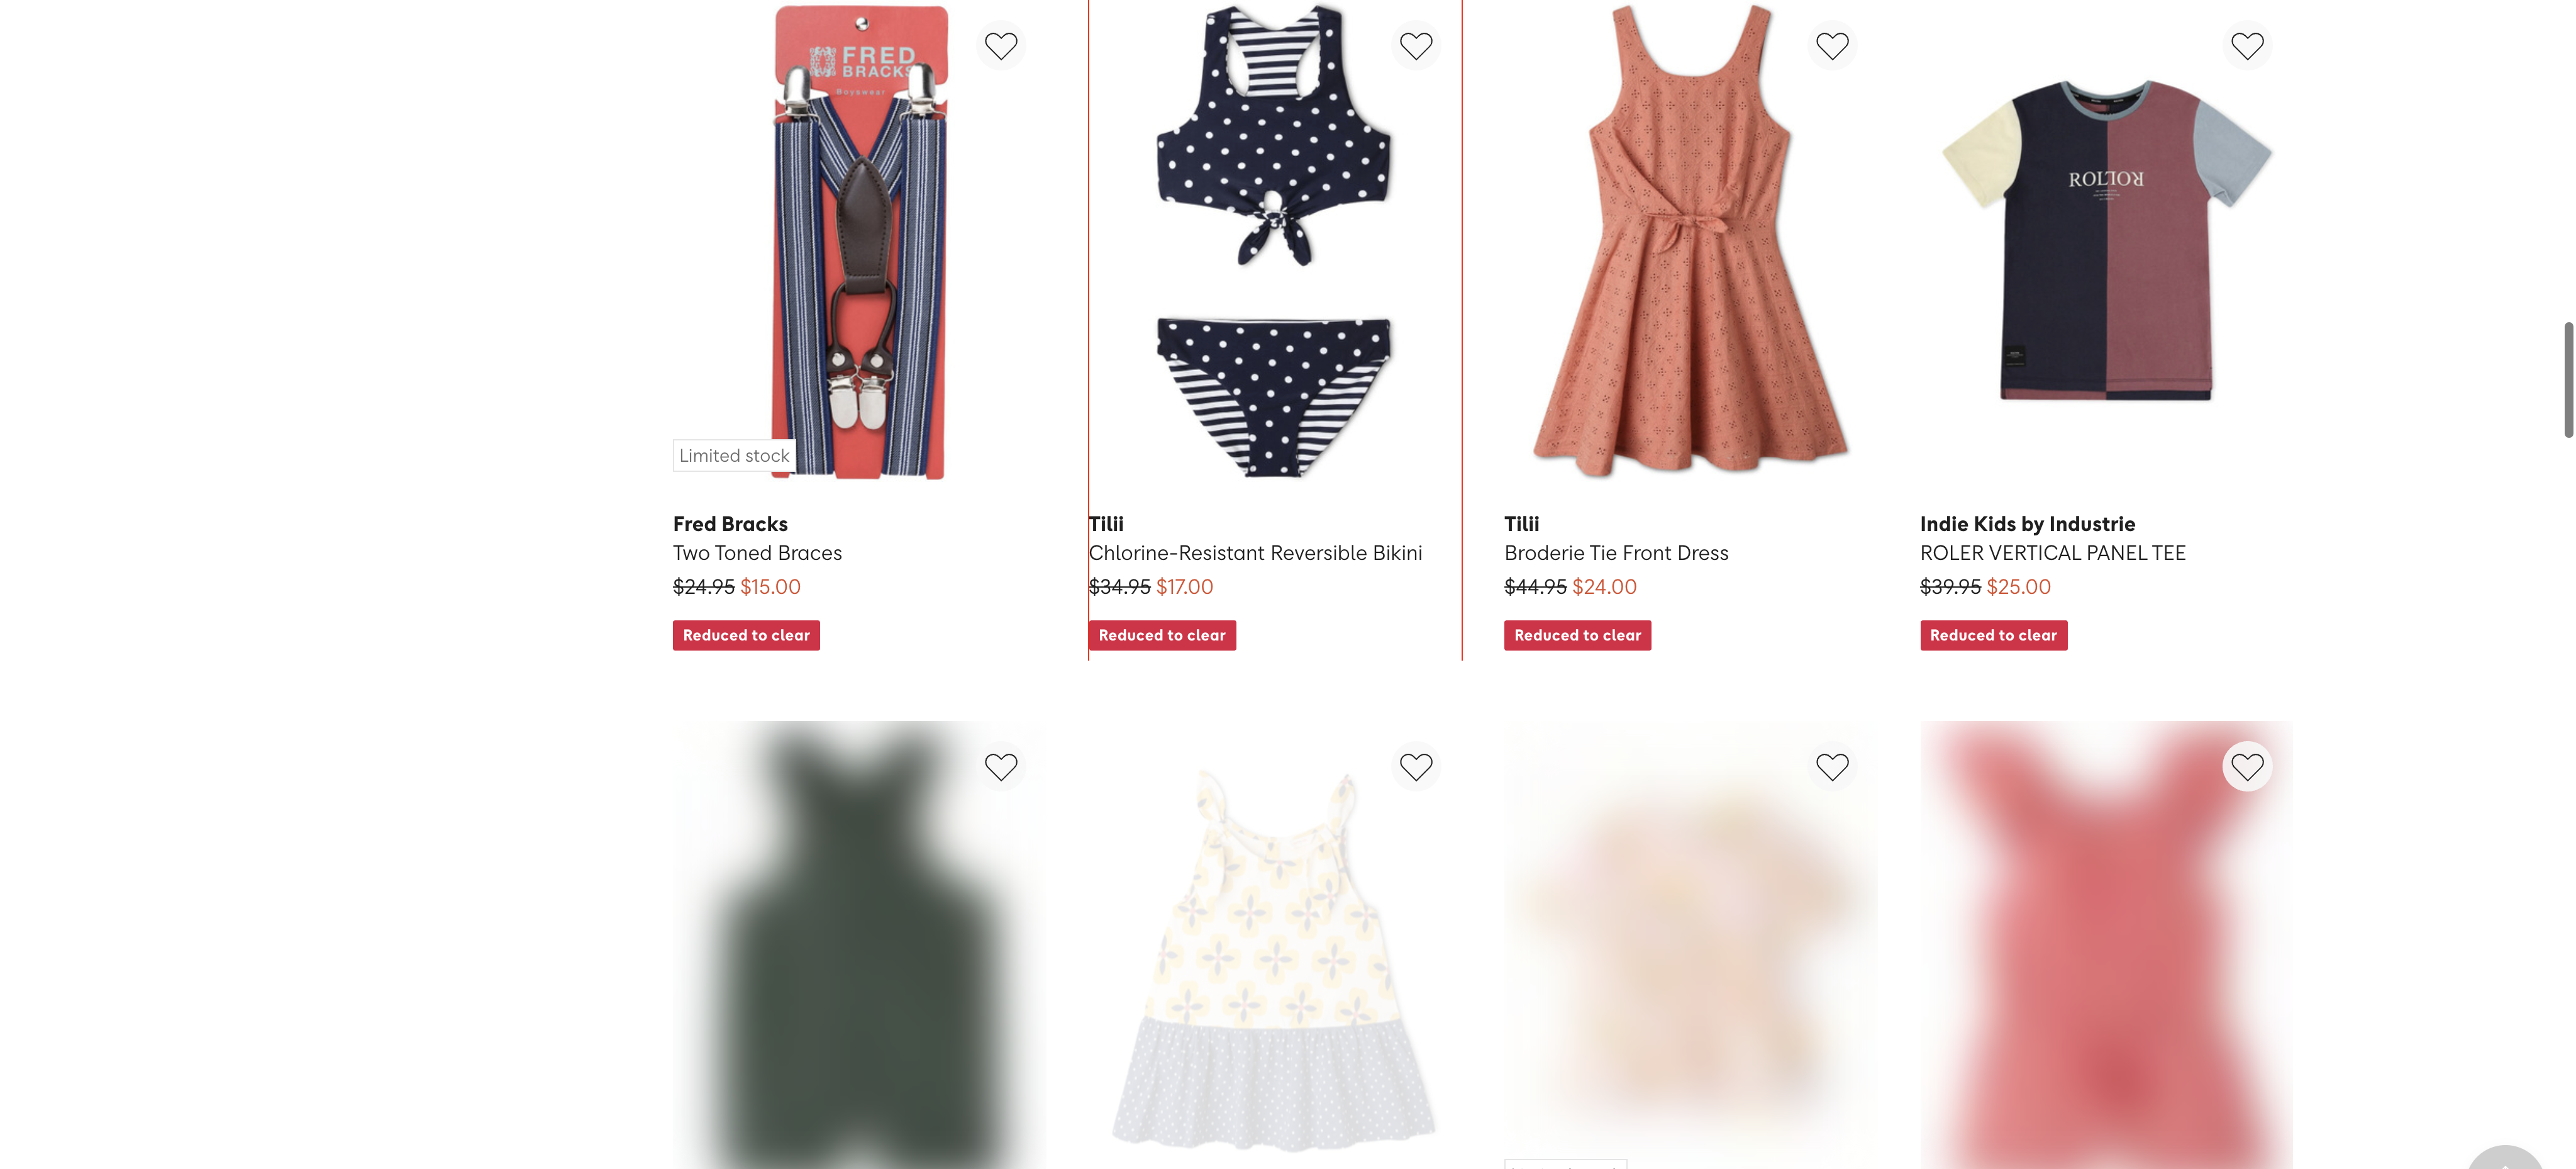 FRED
BRACKS
Boyswear
ROLIOR
Limited stock
Fred Bracks
Two Toned Braces
$24.95 $15.00
Reduced to clear
Tilii
Chlorine-Resistant Reversible Bikini
$34.95 $17.00
Reduced to clear
Tilii
Broderie Tie Front Dress
$44.95 $24.00
Reduced to clear
Indie Kids by Industrie
ROLER VERTICAL PANEL TEE
$39.95 $25.00
Reduced to clear